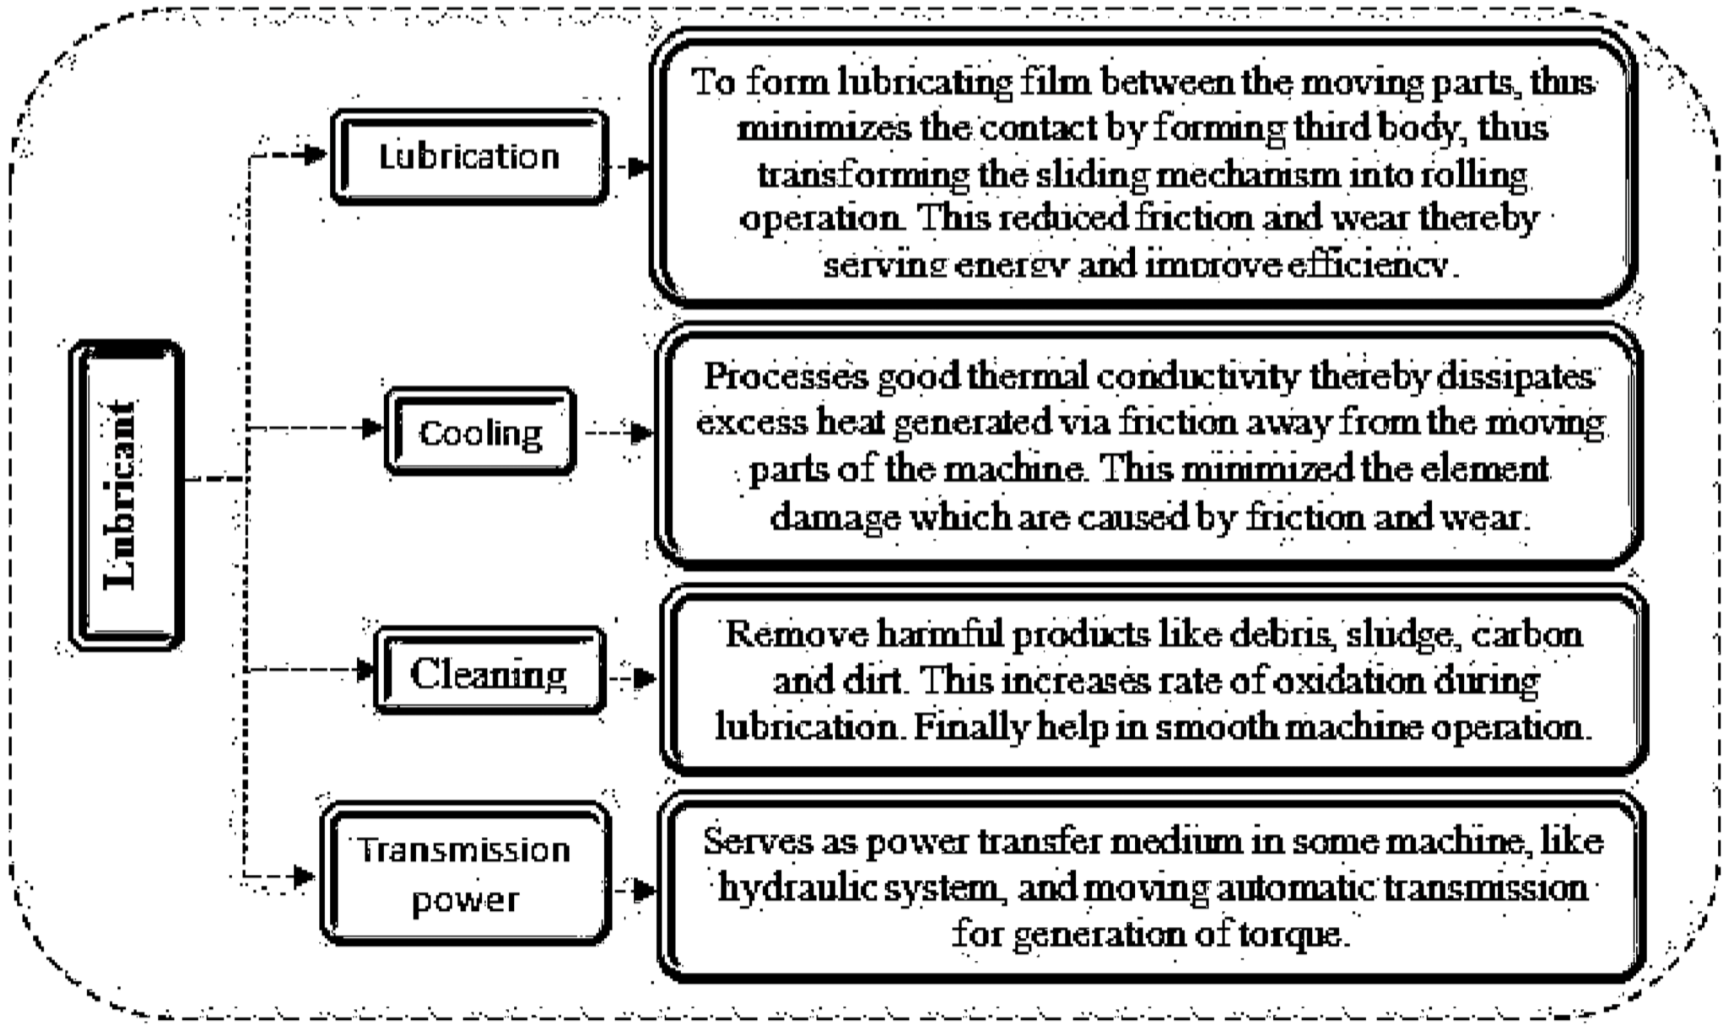 Lubricant
Lubrication
To form lubricating film between the moving parts, thus
minimizes the contact by forming third body, thus
transforming the sliding mechanism into rolling
operation. This reduced friction and wear thereby
serving energy and improve efficiency.
Cooling
Processes good thermal conductivity thereby dissipates
excess heat generated via friction away from the moving
parts of the machine. This minimized the element
damage which are caused by friction and wear.
Cleaning
Remove harmful products like debris, sludge, carbon
and dirt. This increases rate of oxidation during
lubrication. Finally help in smooth machine operation.
Transmission
power
Serves as power transfer medium in some machine, like
hydraulic system, and moving automatic transmission
for generation of torque.